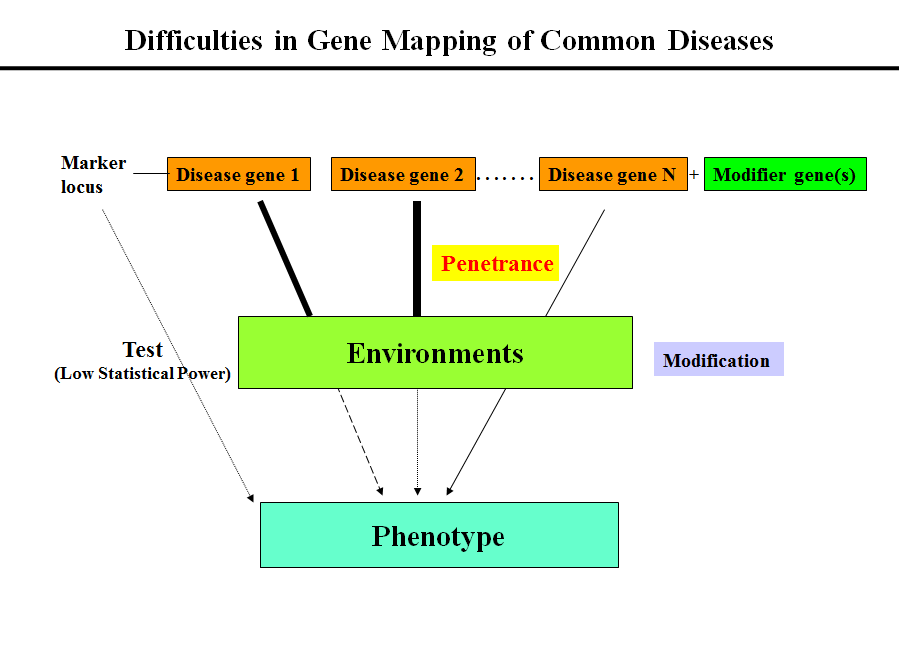 Difficulties in Gene Mapping of Common Diseases
Marker
locus
Disease gene 1
Disease gene 2
.......
Disease gene N
+
Modifier gene(s)
Penetrance
Test
(Low Statistical Power)
Environments
Modification
Phenotype